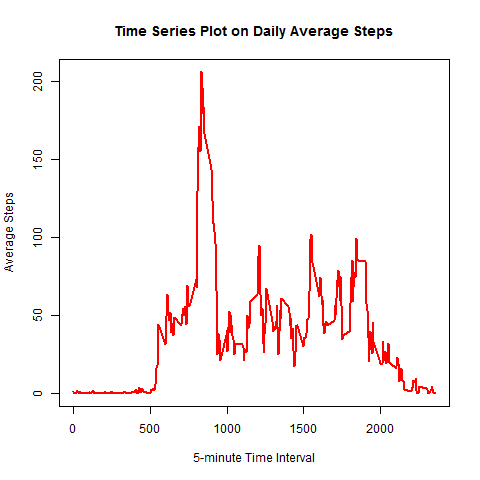 Time Series Plot on Daily Average Steps
Average Steps
200
150
100
50
0
0 500 1000 1500 2000
5-minute Time Interval